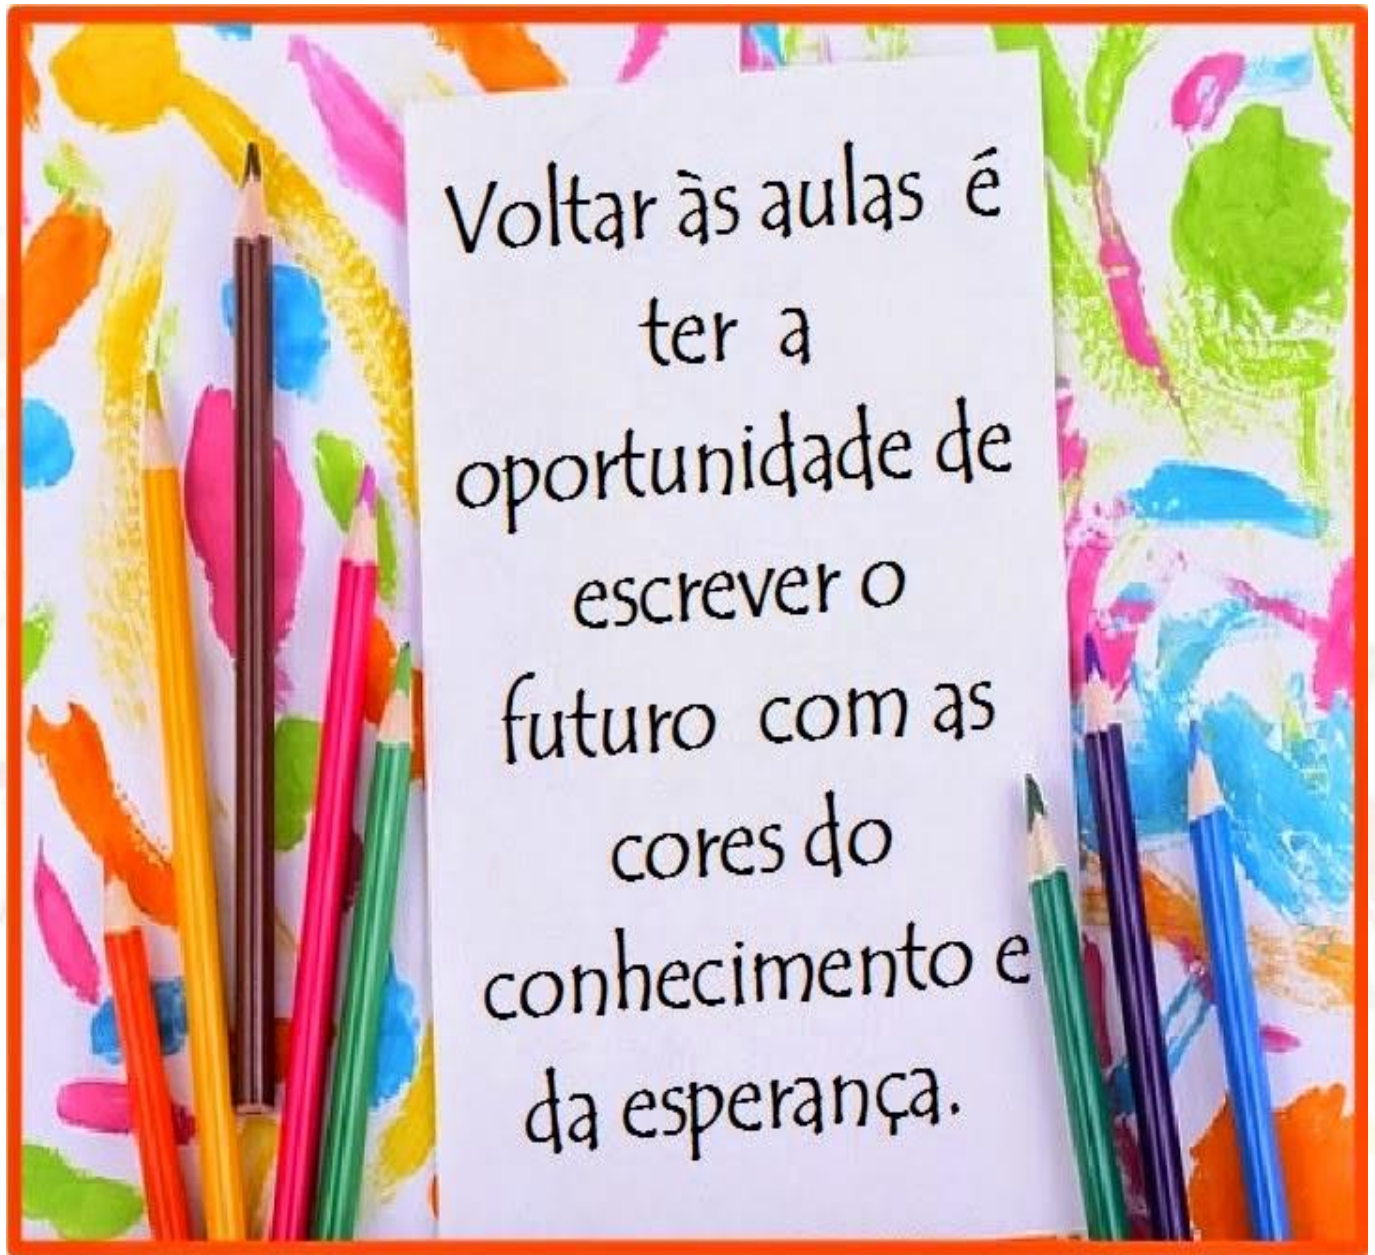 Voltar às aulas é
ter a
oportunidade de
escrever o
futuro com as
cores do
conhecimento e
da esperança.